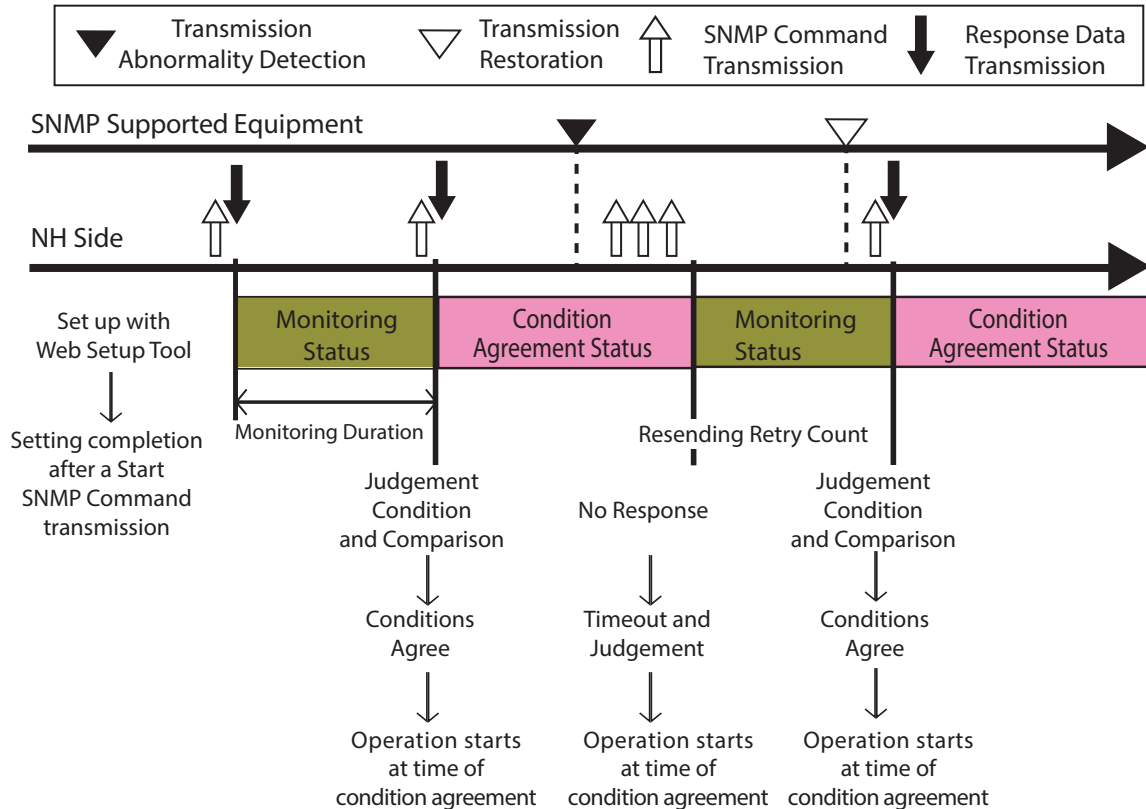 Transmission
Abnormality Detection
Transmission
Restoration
SNMP Command
Transmission
Response Data
Transmission
SNMP Supported Equipment
NH Side
Set up with
Web Setup Tool
Setting completion
after a Start
SNMP Command
transmission
Monitoring
Status
Condition
Agreement Status
Monitoring
Status
Condition
Agreement Status
Monitoring Duration
Resending Retry Count
Judgement
Condition
and Comparison
Conditions
Agree
Operation starts
at time of
condition agreement
No Response
Timeout and
Judgement
Operation starts
at time of
condition agreement
Judgement
Condition
and Comparison
Conditions
Agree
Operation starts
at time of
condition agreement